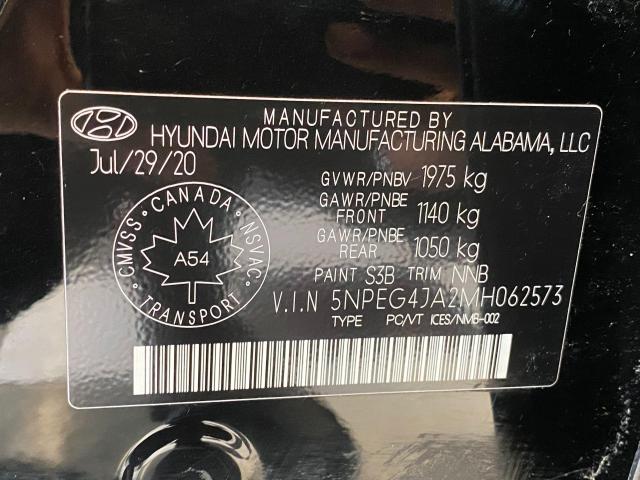 MANUFACTURED BY
HYUNDAI MOTOR MANUFACTURING ALABAMA, LLC
Jul/29/20
GVWR/PNBV 1975 kg
GAWR/PNBE
FRONT 1140 kg
GAWR/PNBE
REAR 1050 kg
PAINT S3B TRIM NNB
CMVSS · CANADA · NSVAC
A54
TRANSPORT
V.I.N 5NPEG4JA2MH062573
TYPE PC/VT ICES/NMB-002